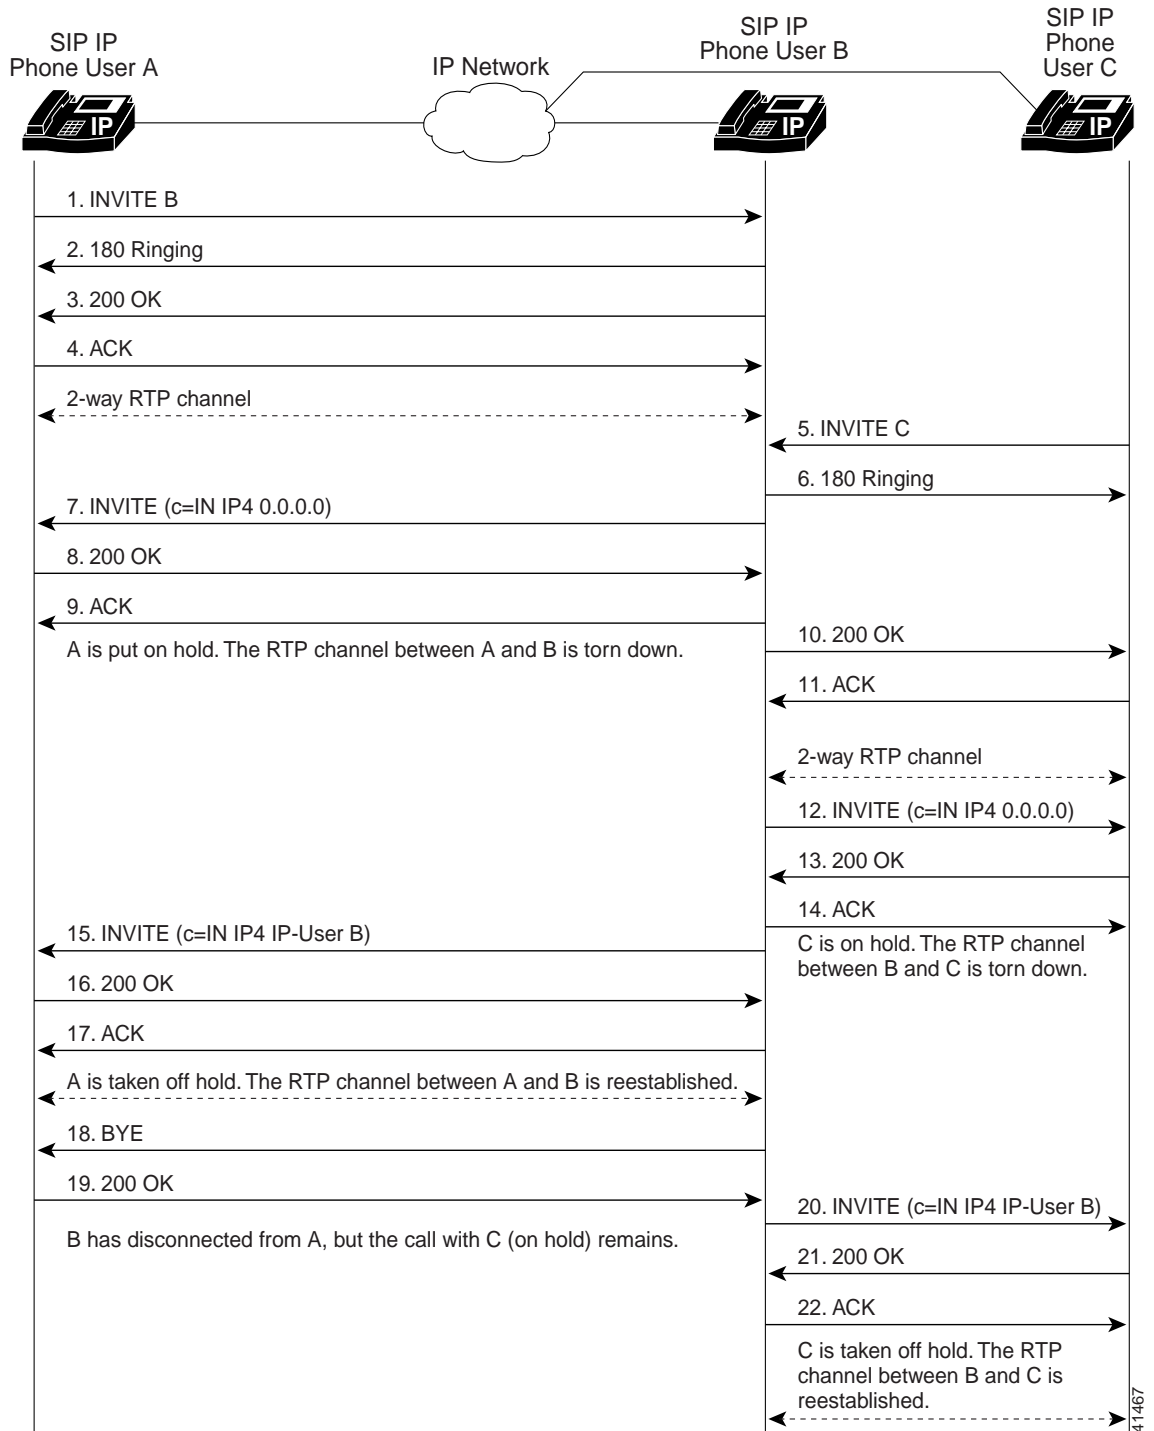 SIP IP
Phone User A
IP Network
SIP IP
Phone User B
SIP IP
Phone
User C
IP
IP
IP
1. INVITE B
2. 180 Ringing
3. 200 OK
4. ACK
2-way RTP channel
5. INVITE C
6. 180 Ringing
7. INVITE (c=IN IP4 0.0.0.0)
8. 200 OK
9. ACK
A is put on hold. The RTP channel between A and B is torn down.
10. 200 OK
11. ACK
2-way RTP channel
12. INVITE (c=IN IP4 0.0.0.0)
13. 200 OK
14. ACK
C is on hold. The RTP channel
between B and C is torn down.
15. INVITE (c=IN IP4 IP-User B)
16. 200 OK
17. ACK
A is taken off hold. The RTP channel between A and B is reestablished.
18. BYE
19. 200 OK
B has disconnected from A, but the call with C (on hold) remains.
20. INVITE (c=IN IP4 IP-User B)
21. 200 OK
22. ACK
C is taken off hold. The RTP
channel between B and C is
reestablished.
41467